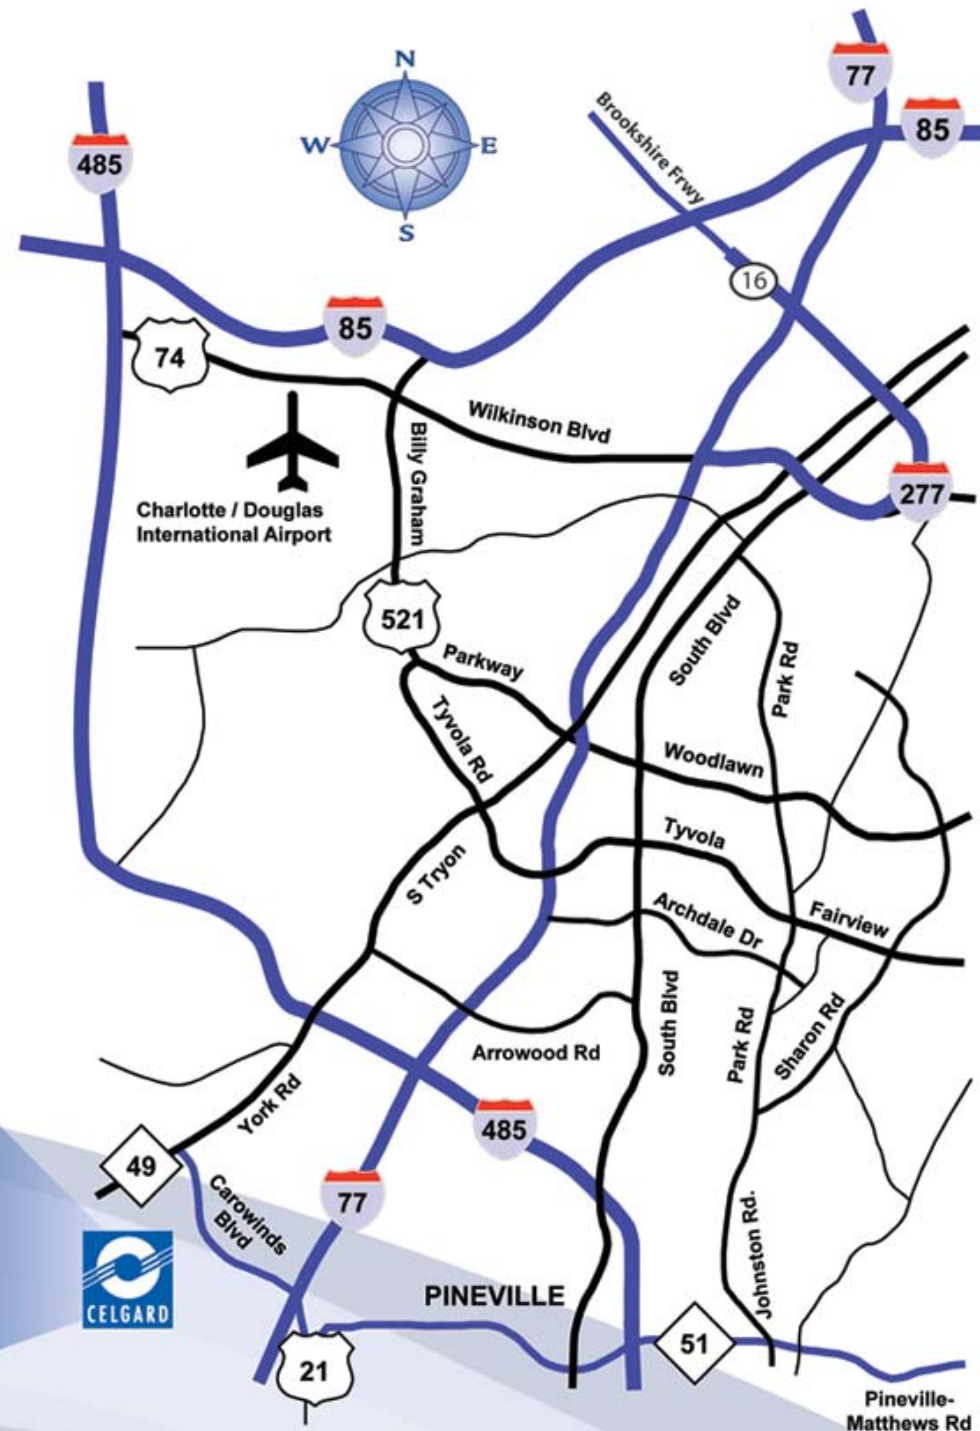 77
N
85
Brookshire Frwy
485
W
E
S
16
85
74
Wilkinson Blvd
Billy Graham
277
Charlotte / Douglas
International Airport
521
South Blvd
Parkway
Park Rd
Tyvola Rd
Woodlawn
Tyvola
S Tryon
Archdale Dr
Fairview
South Blvd
Park Rd
Sharon Rd
Arrowood Rd
York Rd
485
49
77
Carowinds
Blvd
Johnston Rd.
CELGARD
PINEVILLE
51
21
Pineville-
Matthews Rd